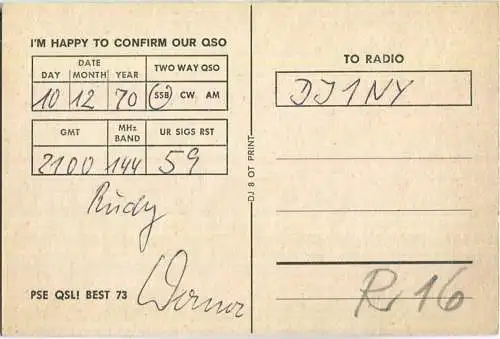 I'M HAPPY TO CONFIRM OUR QSO
DATE
DAY MONTH YEAR TWO WAY QSO
10 12 70 SSB CW AM
GMT MHz BAND UR SIGS RST
2100 144 59
Rudy
PSE QSL! BEST 73 Werner
DJ 8 OT PRINT
TO RADIO
DJ1NY
R16